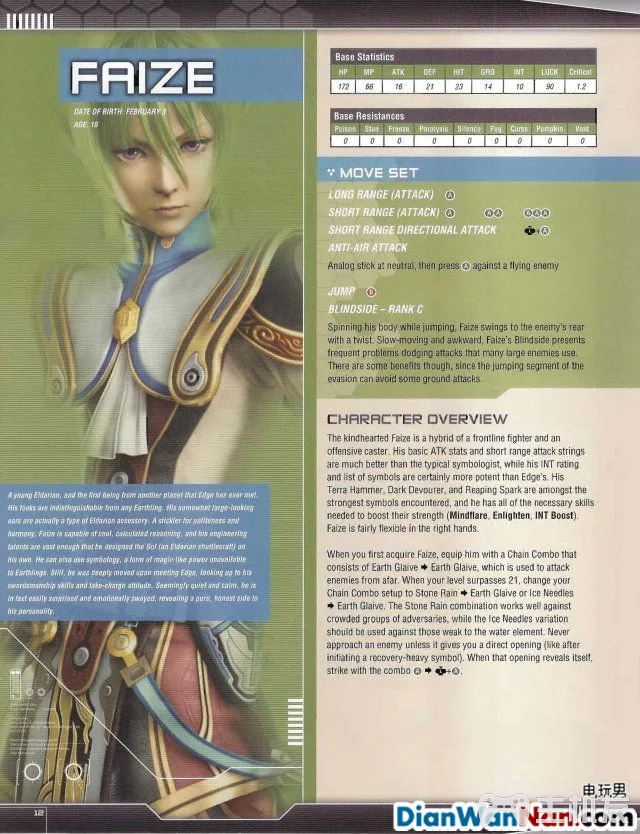 FAIZE
DATE OF BIRTH: FEBRUARY 3
AGE: 18
A young Eldarian, and the first being from another planet that Edge has ever met.
His looks are indistinguishable from any Earthling. His somewhat large-looking
ears are actually a type of Eldarian accessory. A stickler for politeness and
harmony, Faize is capable of cool, calculated reasoning, and his engineering
talents are vast enough that he designed the Sol (an Eldarian shuttlecraft) on
his own. He can also use symbology, a form of magic-like power unavailable
to Earthlings. Still, he was deeply moved upon meeting Edge, looking up to his
swordsmanship skills and take-charge attitude. Seemingly quiet and calm, he is
in fact easily surprised and emotionally swayed, revealing a pure, honest side to
his personality.
12
Base Statistics
HP MP ATK DEF HIT GRD INT LUCK Critical
172 66 16 21 23 14 10 90 1.2
Base Resistances
Poison Stun Freeze Paralysis Silence Fog Curse Pumpkin Void
0 0 0 0 0 0 0 0 0
MOVE SET
LONG RANGE (ATTACK) A
SHORT RANGE (ATTACK) A AA AAA
SHORT RANGE DIRECTIONAL ATTACK +A
ANTI-AIR ATTACK
Analog stick at neutral, then press A against a flying enemy
JUMP B
BLINDSIDE – RANK C
Spinning his body while jumping, Faize swings to the enemy's rear
with a twist. Slow-moving and awkward, Faize's Blindside presents
frequent problems dodging attacks that many large enemies use.
There are some benefits though, since the jumping segment of the
evasion can avoid some ground attacks.
CHARACTER OVERVIEW
The kindhearted Faize is a hybrid of a frontline fighter and an
offensive caster. His basic ATK stats and short range attack strings
are much better than the typical symbologist, while his INT rating
and list of symbols are certainly more potent than Edge's. His
Terra Hammer, Dark Devourer, and Reaping Spark are amongst the
strongest symbols encountered, and he has all of the necessary skills
needed to boost their strength (Mindflare, Enlighten, INT Boost).
Faize is fairly flexible in the right hands.
When you first acquire Faize, equip him with a Chain Combo that
consists of Earth Glaive ➔ Earth Glaive, which is used to attack
enemies from afar. When your level surpasses 21, change your
Chain Combo setup to Stone Rain ➔ Earth Glaive or Ice Needles
➔ Earth Glaive. The Stone Rain combination works well against
crowded groups of adversaries, while the Ice Needles variation
should be used against those weak to the water element. Never
approach an enemy unless it gives you a direct opening (like after
initiating a recovery-heavy symbol). When that opening reveals itself,
strike with the combo A ➔ +A.
电玩男
DianWanNan.com